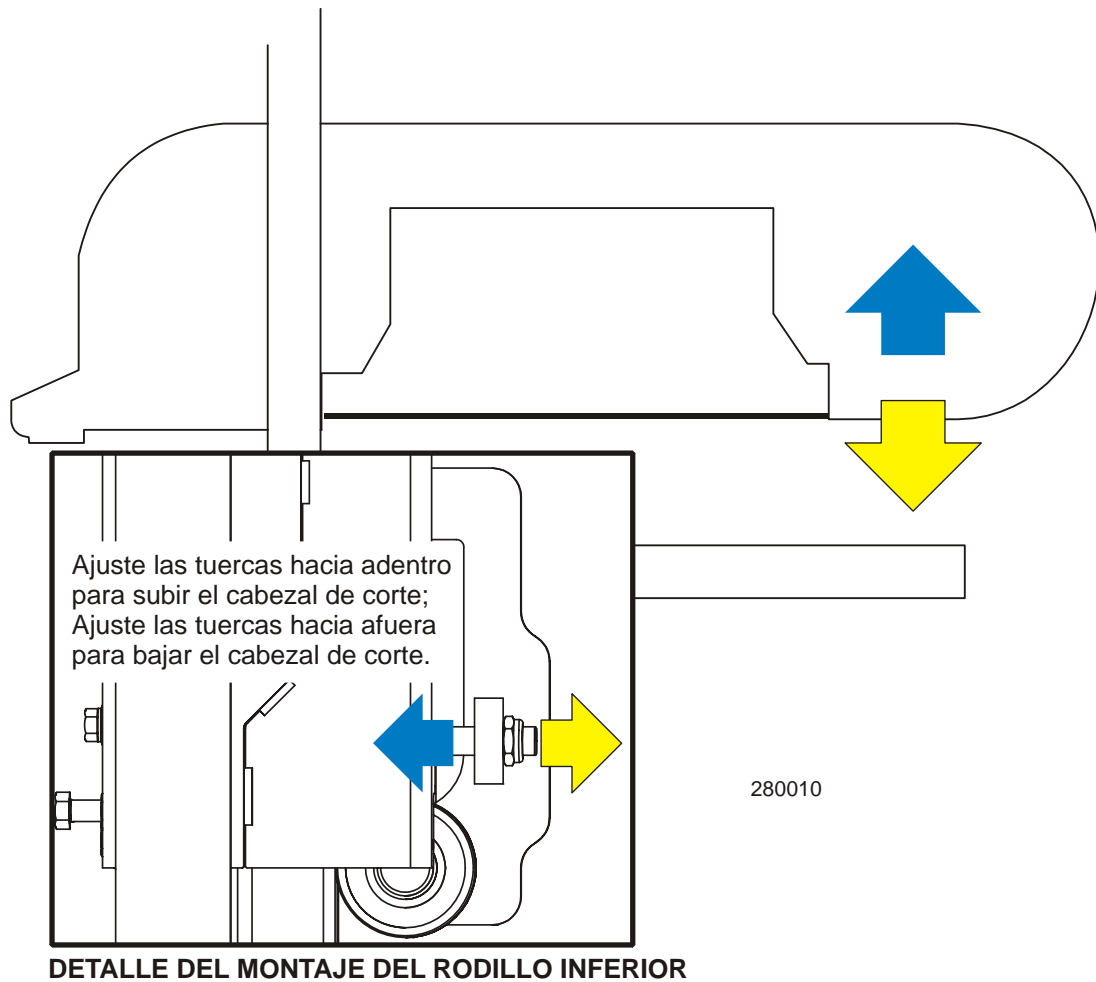 Ajuste las tuercas hacia adentro
para subir el cabezal de corte;
Ajuste las tuercas hacia afuera
para bajar el cabezal de corte.
280010
DETALLE DEL MONTAJE DEL RODILLO INFERIOR